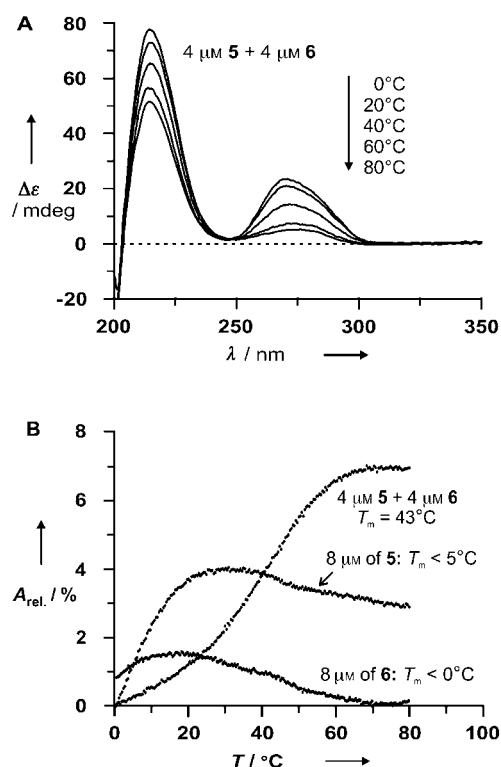 A
80
4 μM 5 + 4 μM 6
0°C
20°C
40°C
60°C
80°C
60
40
20
0
-20
Δε
/ mdeg
200
250
300
350
λ / nm
B
8
6
4
2
0
4 μM 5 + 4 μM 6
Tm = 43°C
8 μM of 5: Tm < 5°C
Arel. / %
8 μM of 6: Tm < 0°C
0
20
40
60
80
100
T / °C